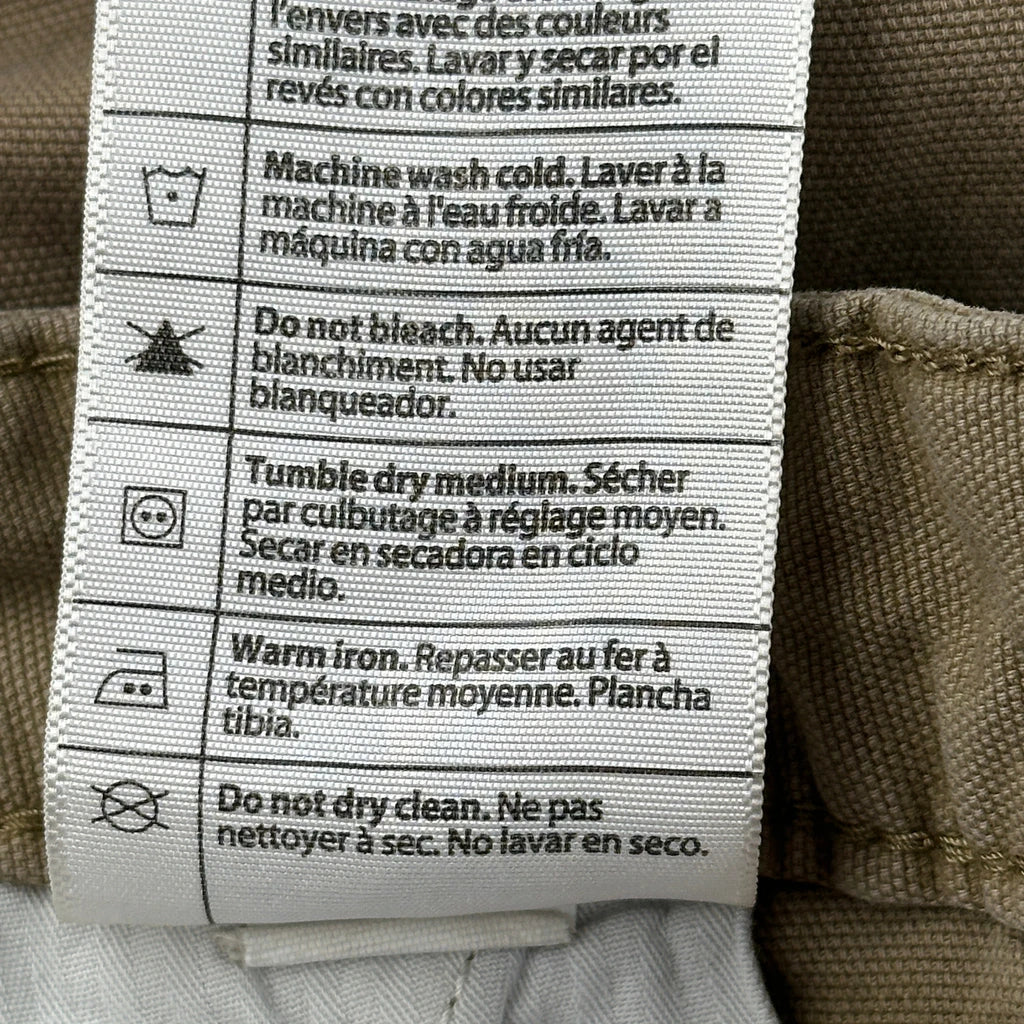 l'envers avec des couleurs
similaires. Lavar y secar por el
revés con colores similares.
Machine wash cold. Laver à la
machine à l'eau froide. Lavar a
máquina con agua fría.
Do not bleach. Aucun agent de
blanchiment. No usar
blanqueador.
Tumble dry medium. Sécher
par culbutage à réglage moyen.
Secar en secadora en ciclo
medio.
Warm iron. Repasser au fer à
température moyenne. Plancha
tibia.
Do not dry clean. Ne pas
nettoyer à sec. No lavar en seco.